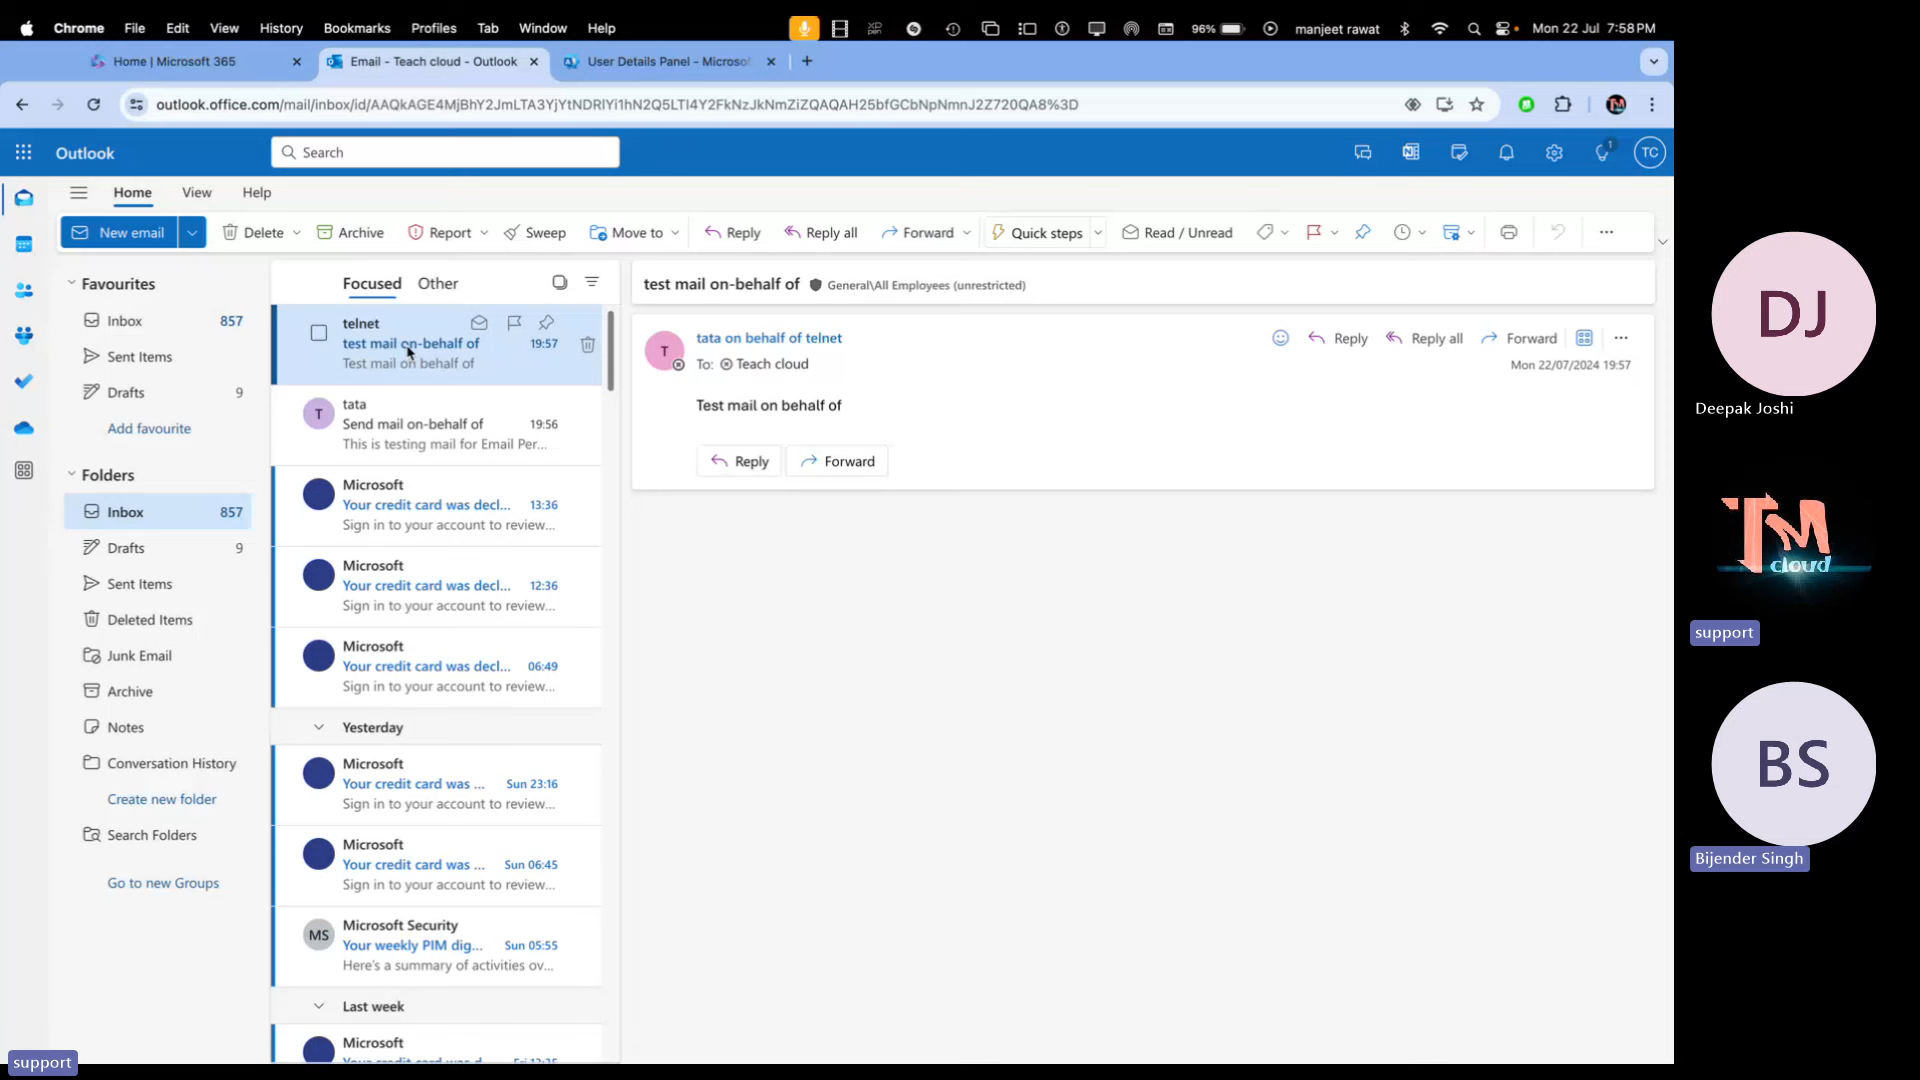 Chrome File Edit View History Bookmarks Profiles Tab Window Help
96% manjeet rawat Mon 22 Jul 7:58 PM
Home | Microsoft 365
Email - Teach cloud - Outlook
User Details Panel - Microso
outlook.office.com/mail/inbox/id/AAQkAGE4MjBhY2JmLTA3YjYtNDRlYi1hN2Q5LTI4Y2FkNzJkNmZiZQAQAH25bfGCbNpNmnJ2Z720QA8%3D
Outlook
Search
1
TC
Home View Help
New email Delete Archive Report Sweep Move to Reply Reply all Forward Quick steps Read / Unread
Favourites
Inbox 857
Sent Items
Drafts 9
Add favourite
Folders
Inbox 857
Drafts 9
Sent Items
Deleted Items
Junk Email
Archive
Notes
Conversation History
Create new folder
Search Folders
Go to new Groups
Focused Other
telnet
test mail on-behalf of 19:57
Test mail on behalf of
T
tata
Send mail on-behalf of 19:56
This is testing mail for Email Per...
Microsoft
Your credit card was decl... 13:36
Sign in to your account to review...
Microsoft
Your credit card was decl... 12:36
Sign in to your account to review...
Microsoft
Your credit card was decl... 06:49
Sign in to your account to review...
Yesterday
Microsoft
Your credit card was ... Sun 23:16
Sign in to your account to review...
Microsoft
Your credit card was ... Sun 06:45
Sign in to your account to review...
MS
Microsoft Security
Your weekly PIM dig... Sun 05:55
Here's a summary of activities ov...
Last week
Microsoft
test mail on-behalf of General\All Employees (unrestricted)
T
tata on behalf of telnet
Reply Reply all Forward
To: Teach cloud
Mon 22/07/2024 19:57
Test mail on behalf of
Reply Forward
DJ
Deepak Joshi
TM
cloud
support
BS
Bijender Singh
support